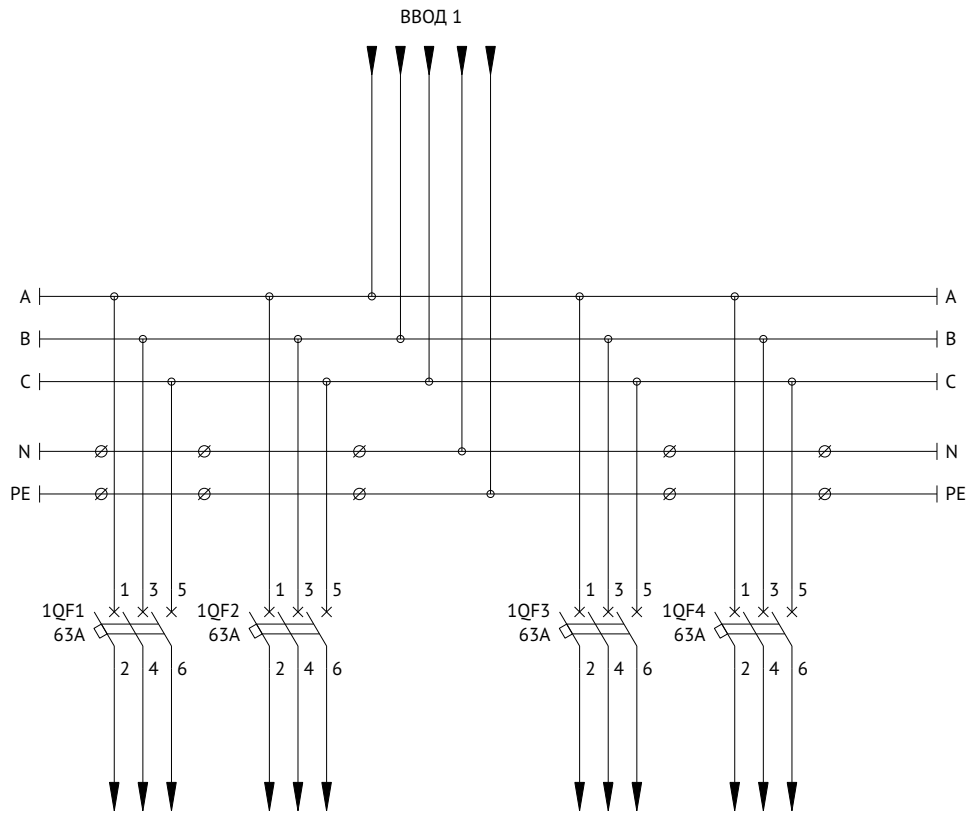 ВВОД 1
A A
B B
C C
N N
PE PE
1 3 5 1 3 5 1 3 5 1 3 5
1QF1 1QF2 1QF3 1QF4
63A 63A 63A 63A
2 4 6 2 4 6 2 4 6 2 4 6